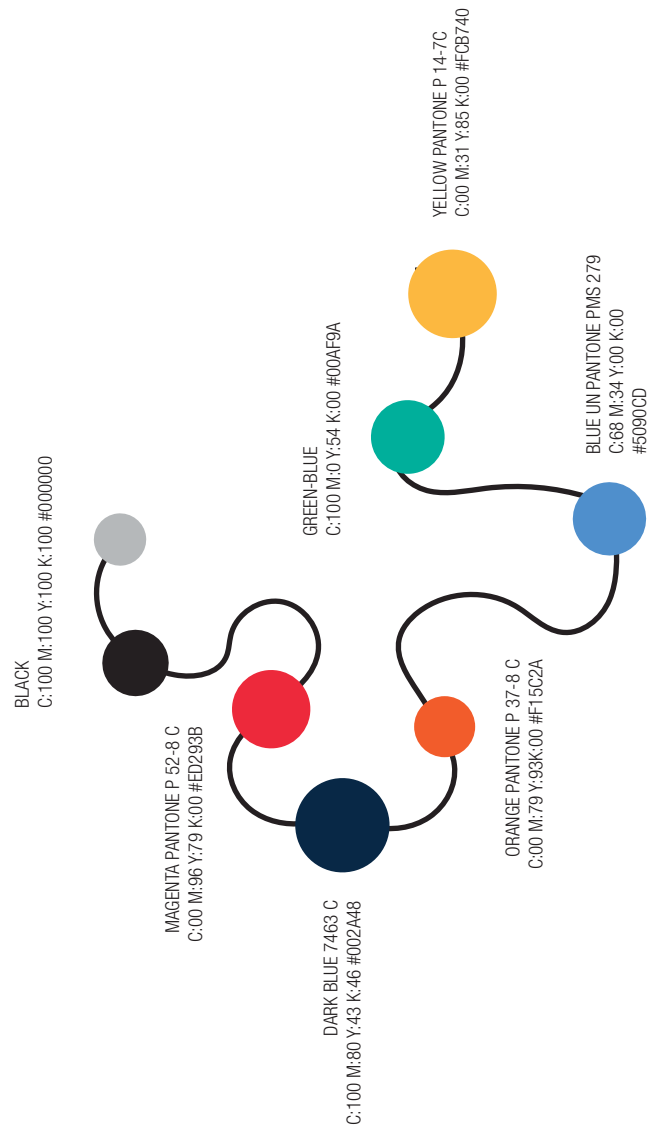 BLACK
C:100 M:100 Y:100 K:100 #000000
MAGENTA PANTONE P 52-8 C
C:00 M:96 Y:79 K:00 #ED293B
DARK BLUE 7463 C
C:100 M:80 Y:43 K:46 #002A48
GREEN-BLUE
C:100 M:0 Y:54 K:00 #00AF9A
YELLOW PANTONE P 14-7C
C:00 M:31 Y:85 K:00 #FCB740
ORANGE PANTONE P 37-8 C
C:00 M:79 Y:93K:00 #F15C2A
BLUE UN PANTONE PMS 279
C:68 M:34 Y:00 K:00
#5090CD